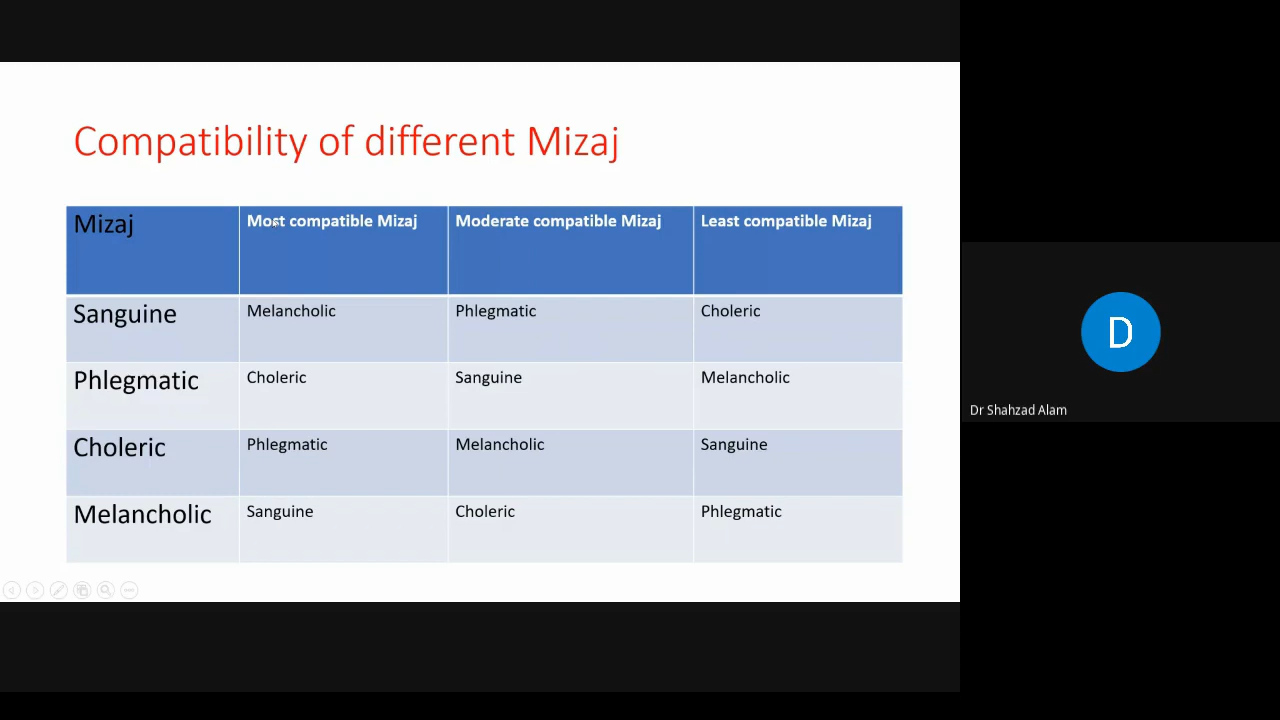 Compatibility of different Mizaj
Mizaj Most compatible Mizaj Moderate compatible Mizaj Least compatible Mizaj
Sanguine Melancholic Phlegmatic Choleric
Phlegmatic Choleric Sanguine Melancholic
Choleric Phlegmatic Melancholic Sanguine
Melancholic Sanguine Choleric Phlegmatic
D
Dr Shahzad Alam